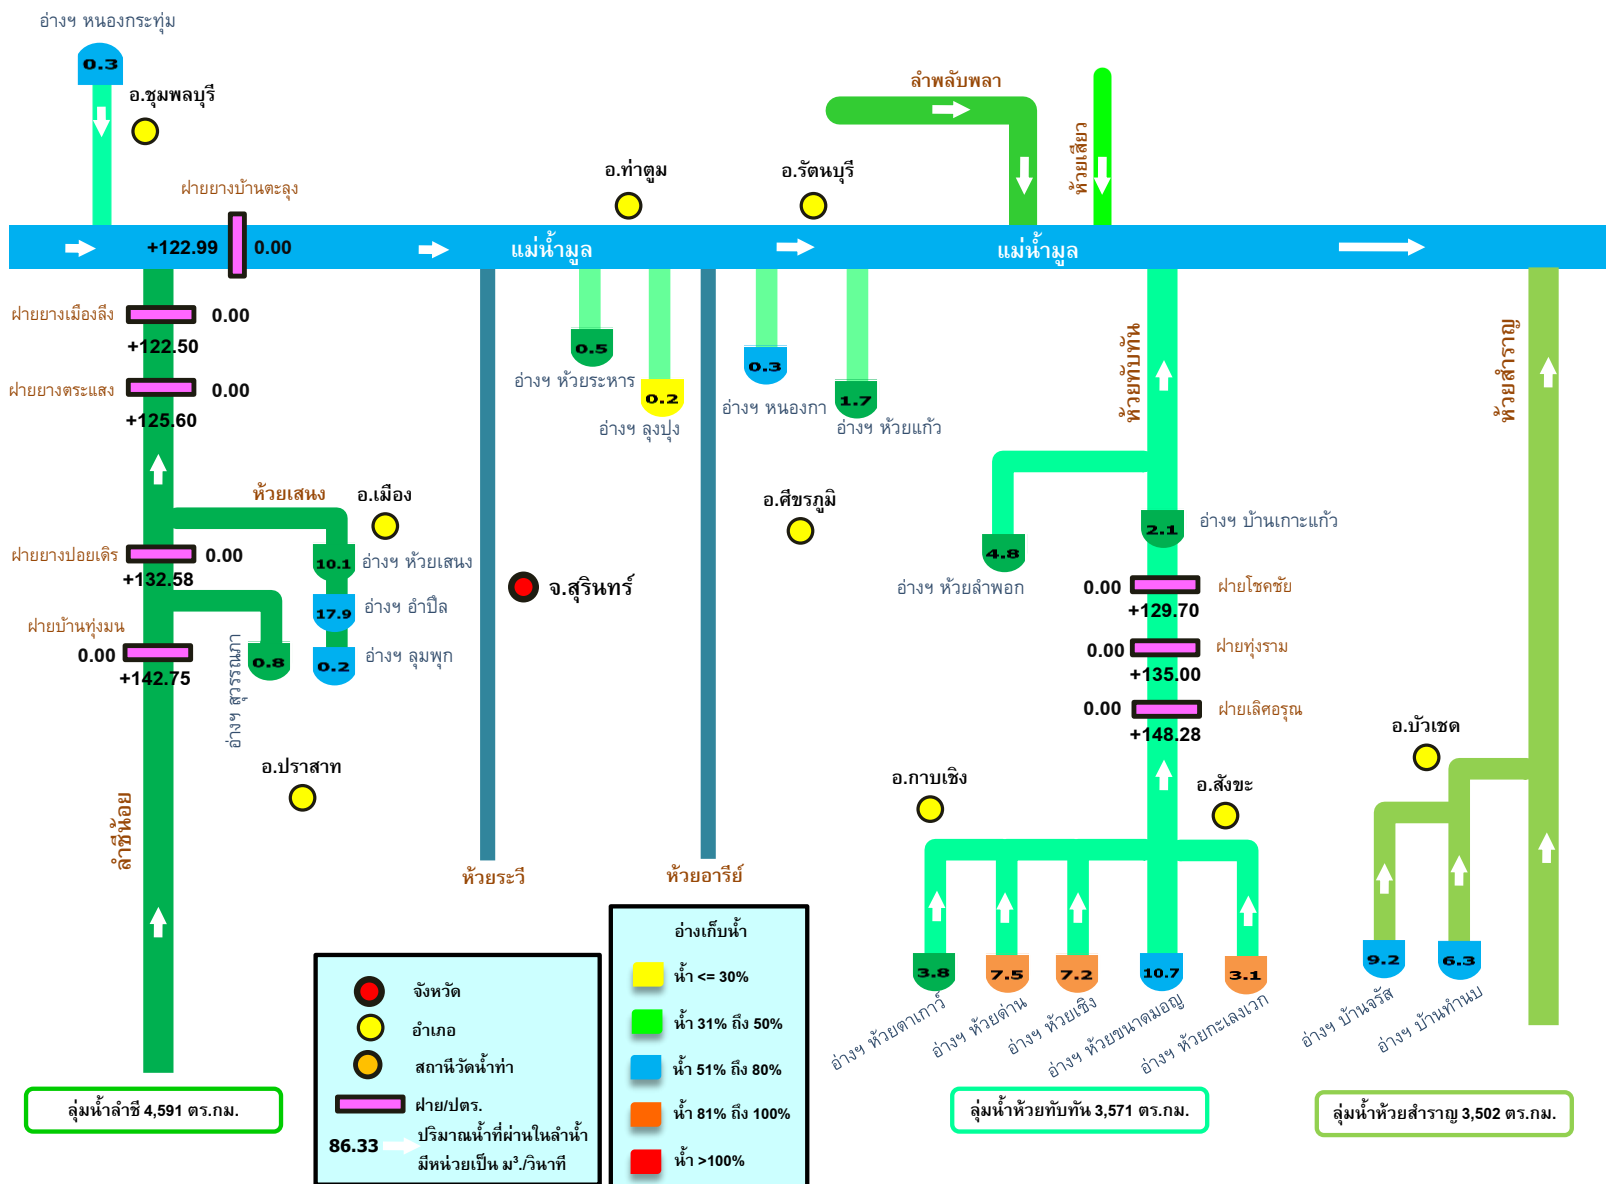 อ่างฯ หนองกระทุ่ม
0.3
อ.ชุมพลบุรี
ฝายยางบ้านตะลุง
+122.99
0.00
ลำพลับพลา
ห้วยเสียว
อ.ท่าตูม
อ.รัตนบุรี
แม่น้ำมูล
แม่น้ำมูล
ฝายยางเมืองลีง
0.00
+122.50
ฝายยางตระแสง
0.00
+125.60
0.5
อ่างฯ ห้วยระหาร
0.2
อ่างฯ ลุงปุง
0.3
อ่างฯ หนองกา
1.7
อ่างฯ ห้วยแก้ว
ห้วยทับทัน
ห้วยสำราญ
ห้วยเสนง
อ.เมือง
อ.ศีขรภูมิ
ฝายยางปอยเดิร
0.00
+132.58
10.1
อ่างฯ ห้วยเสนง
17.9
อ่างฯ อำปึล
0.2
อ่างฯ ลุมพุก
จ.สุรินทร์
4.8
อ่างฯ ห้วยลำพอก
2.1
อ่างฯ บ้านเกาะแก้ว
0.00
ฝายโชคชัย
+129.70
ฝายบ้านทุ่งมน
0.00
+142.75
0.8
อ่างฯ สุวรรณภา
0.00
ฝายทุ่งราม
+135.00
0.00
ฝายเลิศอรุณ
+148.28
อ.ปราสาท
อ.กาบเชิง
อ.สังขะ
อ.บัวเชด
ลำชีน้อย
ห้วยระวี
ห้วยอารีย์
3.8
7.5
7.2
10.7
3.1
9.2
6.3
อ่างฯ ห้วยตาเกาว์
อ่างฯ ห้วยด่าน
อ่างฯ ห้วยเชิง
อ่างฯ ห้วยขนาดมอญ
อ่างฯ ห้วยกะเลงเวก
อ่างฯ บ้านจรัส
อ่างฯ บ้านทำนบ
จังหวัด
อำเภอ
สถานีวัดน้ำท่า
ฝาย/ปตร.
86.33
ปริมาณน้ำที่ผ่านในลำน้ำ
มีหน่วยเป็น ม³./วินาที
อ่างเก็บน้ำ
น้ำ <= 30%
น้ำ 31% ถึง 50%
น้ำ 51% ถึง 80%
น้ำ 81% ถึง 100%
น้ำ >100%
ลุ่มน้ำลำชี 4,591 ตร.กม.
ลุ่มน้ำห้วยทับทัน 3,571 ตร.กม.
ลุ่มน้ำห้วยสำราญ 3,502 ตร.กม.